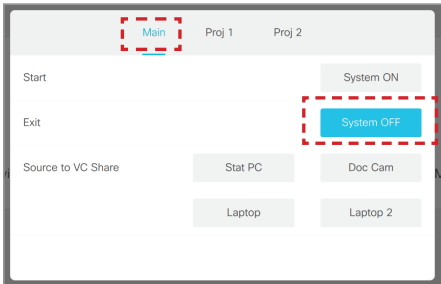 Main Proj 1 Proj 2
Start System ON
Exit System OFF
Source to VC Share Stat PC Doc Cam
Laptop Laptop 2